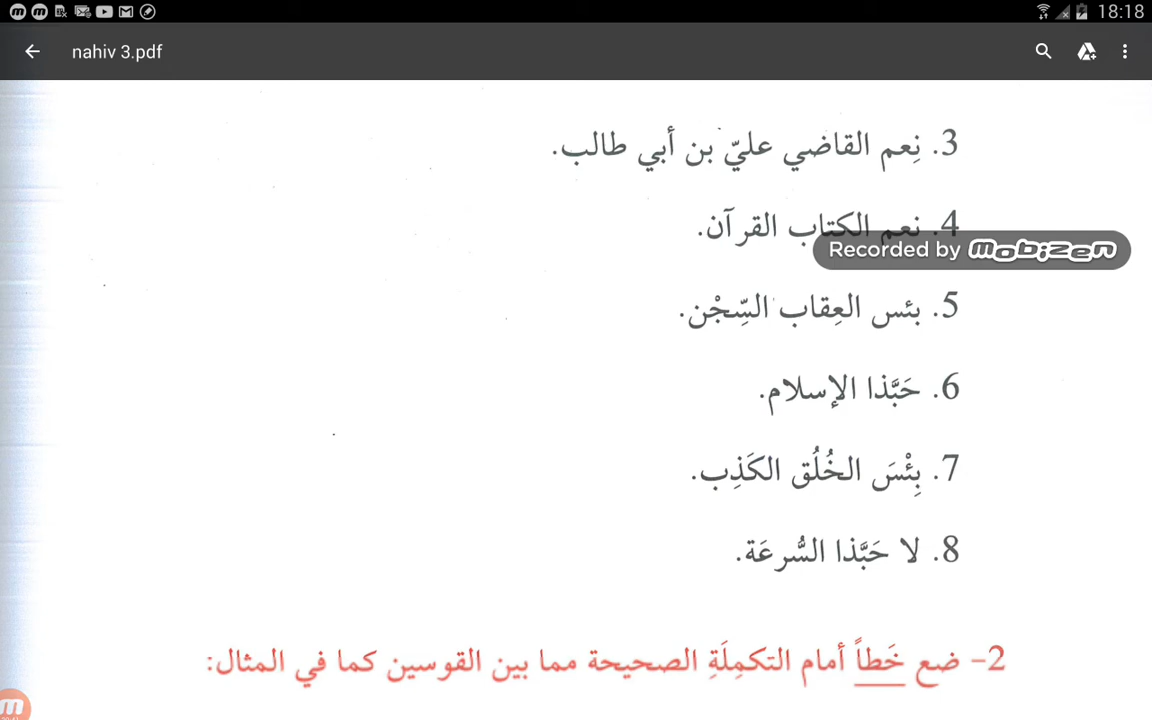 18:18
nahiv 3.pdf
3. نِعم القاضي عليّ بن أبي طالب.
4. نعم الكتاب القرآن.
Recorded by mobizen
5. بئس العِقاب السِّجْن.
6. حَبَّذا الإسلام.
7. بِئْسَ الخُلُق الكَذِب.
8. لا حَبَّذا السُّرعَة.
2- ضع خَطاً أمام التكمِلَةِ الصحيحة مما بين القوسين كما في المثال: